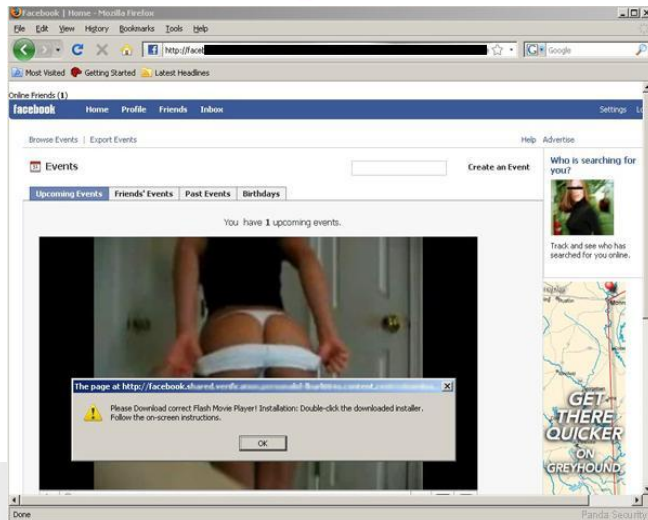 Facebook | Home - Mozilla Firefox
File Edit View History Bookmarks Tools Help
http://facet
Google
Most Visited Getting Started Latest Headlines
Online Friends (1)
facebook Home Profile Friends Inbox Settings Lo
Browse Events | Export Events Help Advertise
Events Create an Event
Upcoming Events Friends' Events Past Events Birthdays
You have 1 upcoming events.
Who is searching for
you?
Track and see who has
searched for you online.
The page at http://facebook.shared
Please Download correct Flash Movie Player! Installation: Double-click the downloaded installer.
Follow the on-screen instructions.
OK
GET
THERE
QUICKER
ON
GREYHOUND
Done
Panda Security